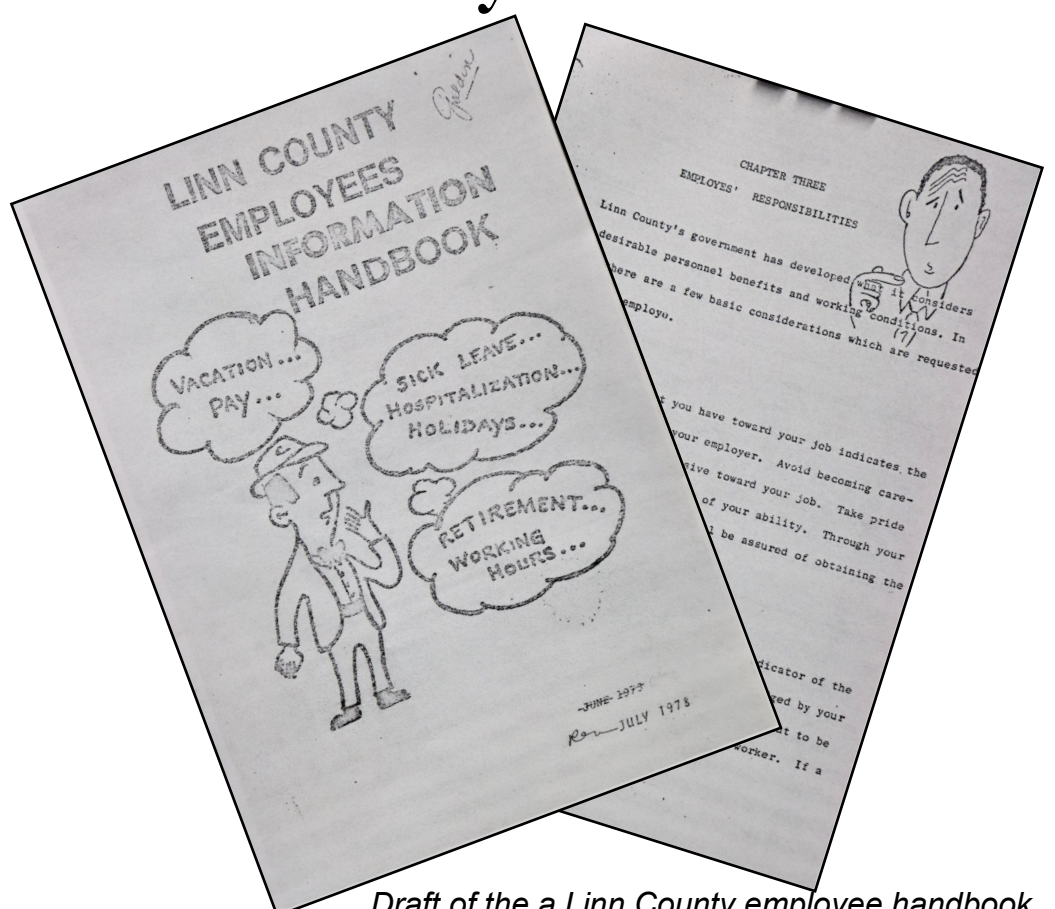 LINN COUNTY
EMPLOYEES
INFORMATION
HANDBOOK
VACATION...
PAY...
SICK LEAVE...
HOSPITALIZATION...
HOLIDAYS...
RETIREMENT...
WORKING
HOURS...
JUNE 1973
JULY 1978
CHAPTER THREE
EMPLOYES' RESPONSIBILITIES
Linn County's government has developed what it considers
desirable personnel benefits and working conditions. In
here are a few basic considerations which are requested
employe.
(7)
you have toward your job indicates the
your employer. Avoid becoming care-
sive toward your job. Take pride
of your ability. Through your
be assured of obtaining the
dicator of the
ged by your
to be
worker. If a
Draft of the a Linn County employee handbook